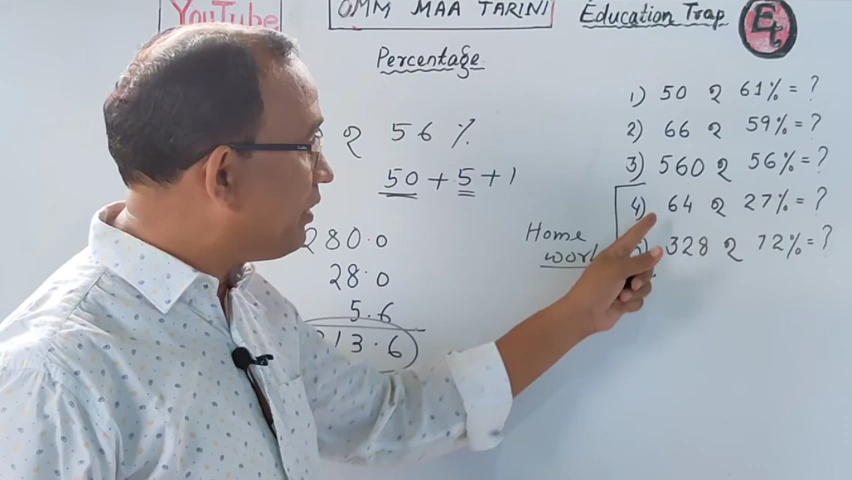 YouTube
OMM MAA TARINI
Education Trap
Et
Percentage
ର 56 %
50 + 5 + 1
280.0
28.0
5.6
313.6
1) 50 ର 61% = ?
2) 66 ର 59% = ?
3) 560 ର 56% = ?
4) 64 ର 27% = ?
) 328 ର 72% = ?
Home
work